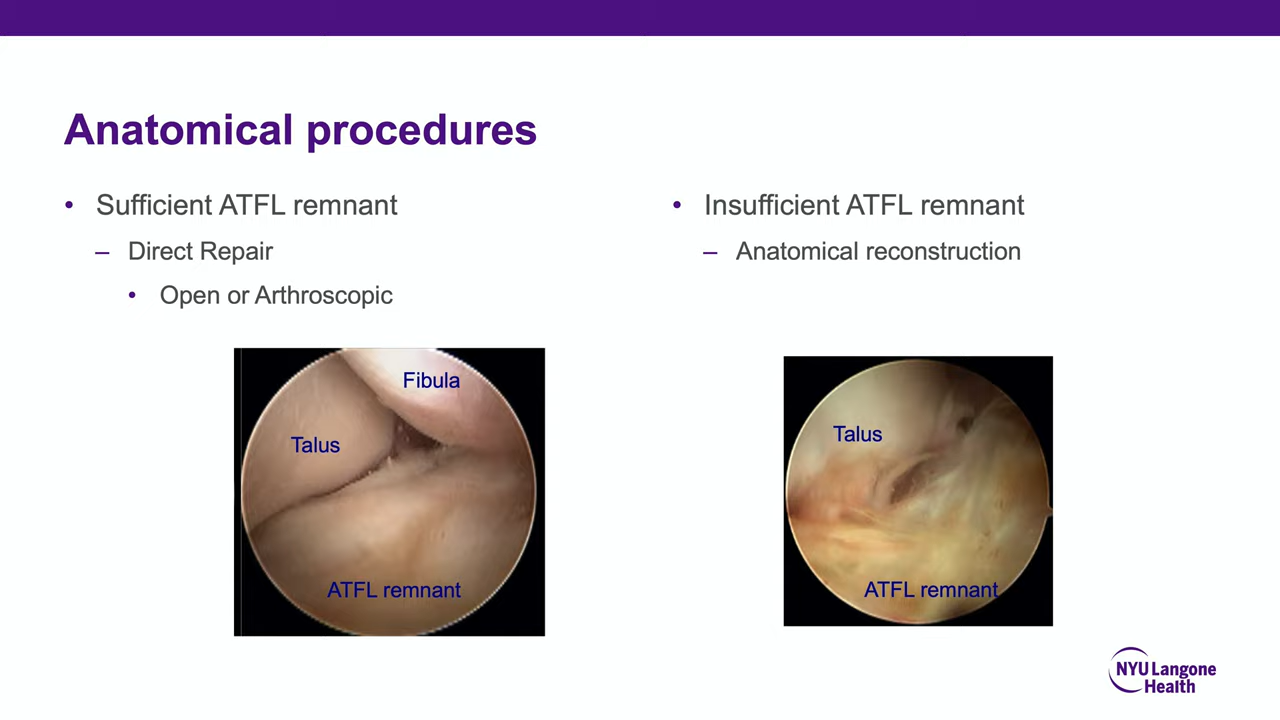 Anatomical procedures
• Sufficient ATFL remnant
– Direct Repair
• Open or Arthroscopic
• Insufficient ATFL remnant
– Anatomical reconstruction
Fibula
Talus
ATFL remnant
Talus
ATFL remnant
NYU Langone
Health